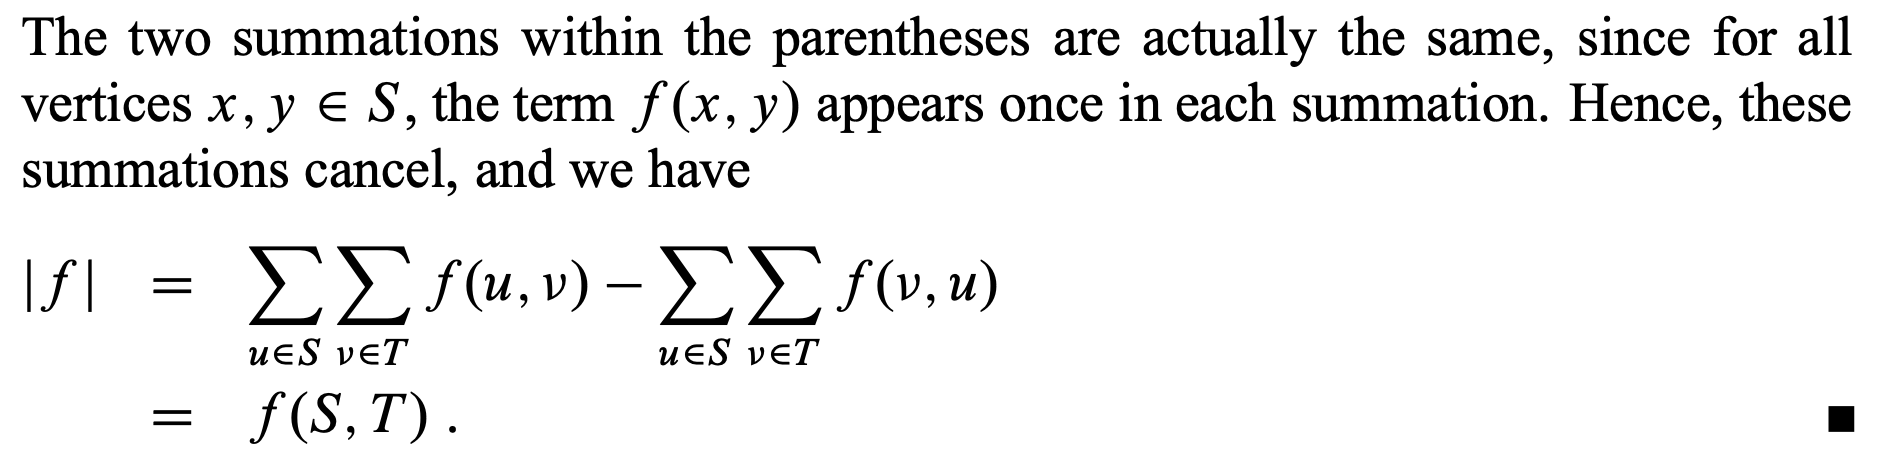 The two summations within the parentheses are actually the same, since for all
vertices x, y ∈ S, the term f(x, y) appears once in each summation. Hence, these
summations cancel, and we have
|f| = ∑ ∑ f(u, v) − ∑ ∑ f(v, u)
u∈S v∈T u∈S v∈T
= f(S, T) . ■